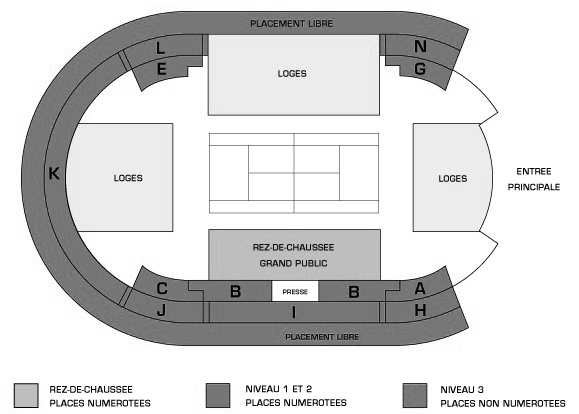 PLACEMENT LIBRE
L
N
E
G
LOGES
K
LOGES
LOGES
ENTREE
PRINCIPALE
REZ-DE-CHAUSSEE
GRAND PUBLIC
C
B
PRESSE
B
A
J
I
H
PLACEMENT LIBRE
REZ-DE-CHAUSSEE
PLACES NUMEROTEES
NIVEAU 1 ET 2
PLACES NUMEROTEES
NIVEAU 3
PLACES NON NUMEROTEES